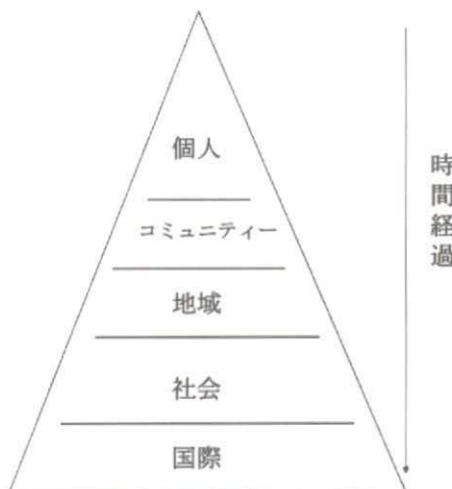 個人
コミュニティー
地域
社会
国際
時間経過